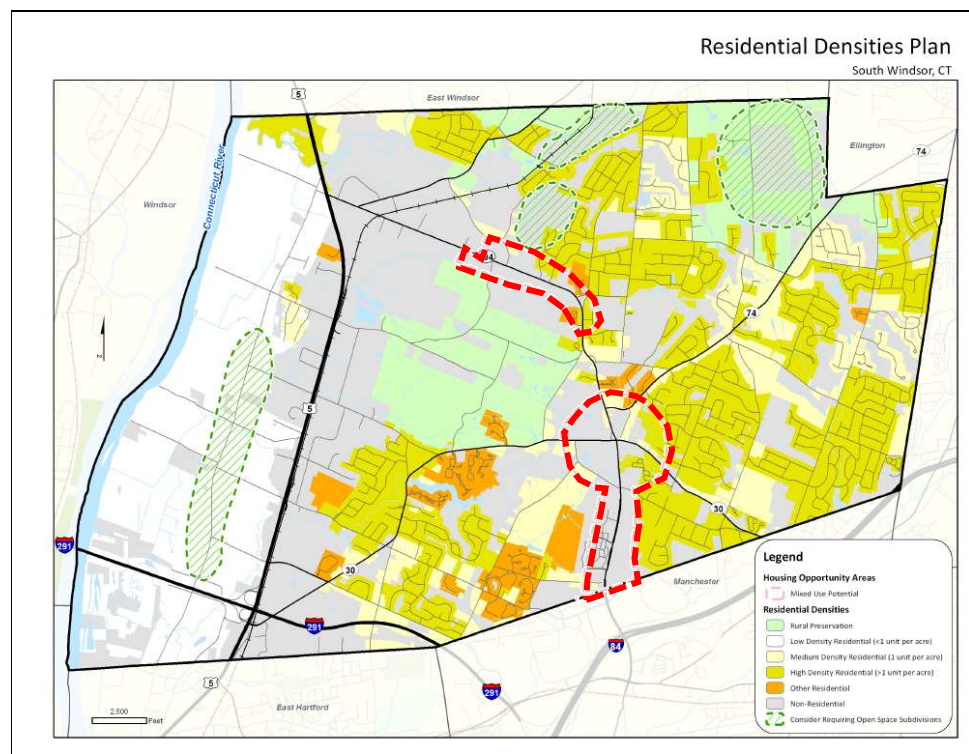 Residential Densities Plan
South Windsor, CT
5
East Windsor
Ellington
74
Windsor
Connecticut River
194
74
5
30
291
30
Manchester
291
84
291
5
East Hartford
2,500
Feet
Legend
Housing Opportunity Areas
Mixed Use Potential
Residential Densities
Rural Preservation
Low Density Residential (<1 unit per acre)
Medium Density Residential (1 unit per acre)
High Density Residential (>1 unit per acre)
Other Residential
Non-Residential
Consider Requiring Open Space Subdivisions